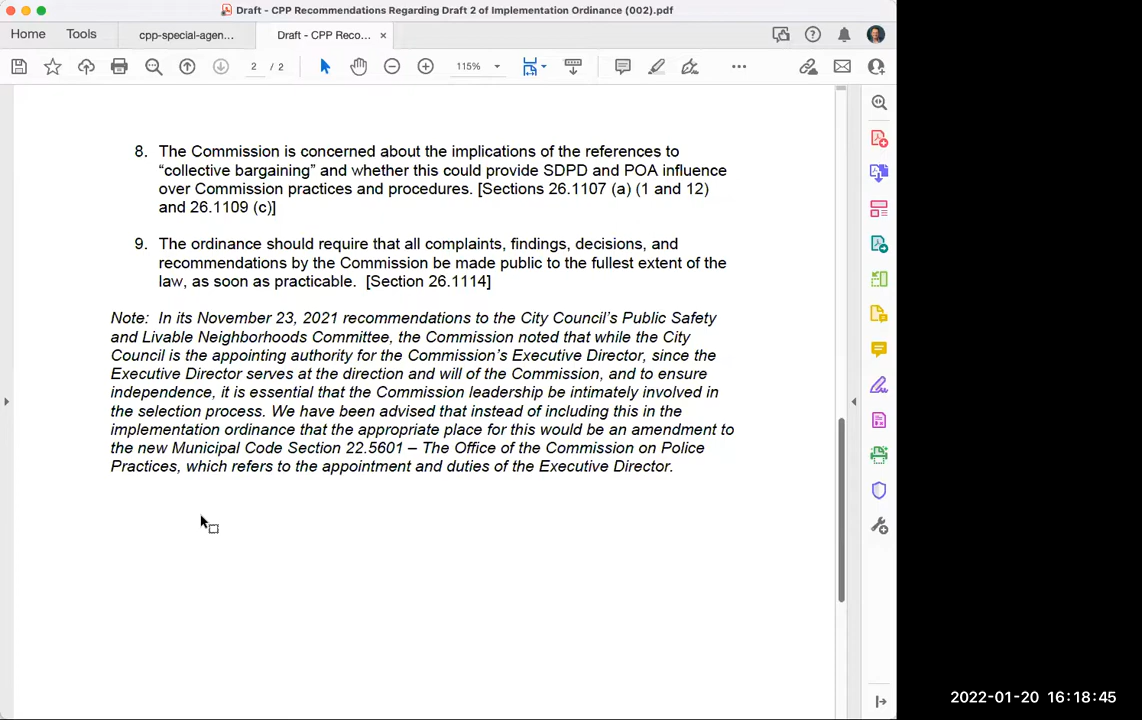 Draft - CPP Recommendations Regarding Draft 2 of Implementation Ordinance (002).pdf
Home Tools cpp-special-agen... Draft - CPP Reco... ×
2 / 2 115%
8. The Commission is concerned about the implications of the references to
“collective bargaining” and whether this could provide SDPD and POA influence
over Commission practices and procedures. [Sections 26.1107 (a) (1 and 12)
and 26.1109 (c)]
9. The ordinance should require that all complaints, findings, decisions, and
recommendations by the Commission be made public to the fullest extent of the
law, as soon as practicable. [Section 26.1114]
Note: In its November 23, 2021 recommendations to the City Council’s Public Safety
and Livable Neighborhoods Committee, the Commission noted that while the City
Council is the appointing authority for the Commission’s Executive Director, since the
Executive Director serves at the direction and will of the Commission, and to ensure
independence, it is essential that the Commission leadership be intimately involved in
the selection process. We have been advised that instead of including this in the
implementation ordinance that the appropriate place for this would be an amendment to
the new Municipal Code Section 22.5601 – The Office of the Commission on Police
Practices, which refers to the appointment and duties of the Executive Director.
2022-01-20 16:18:45